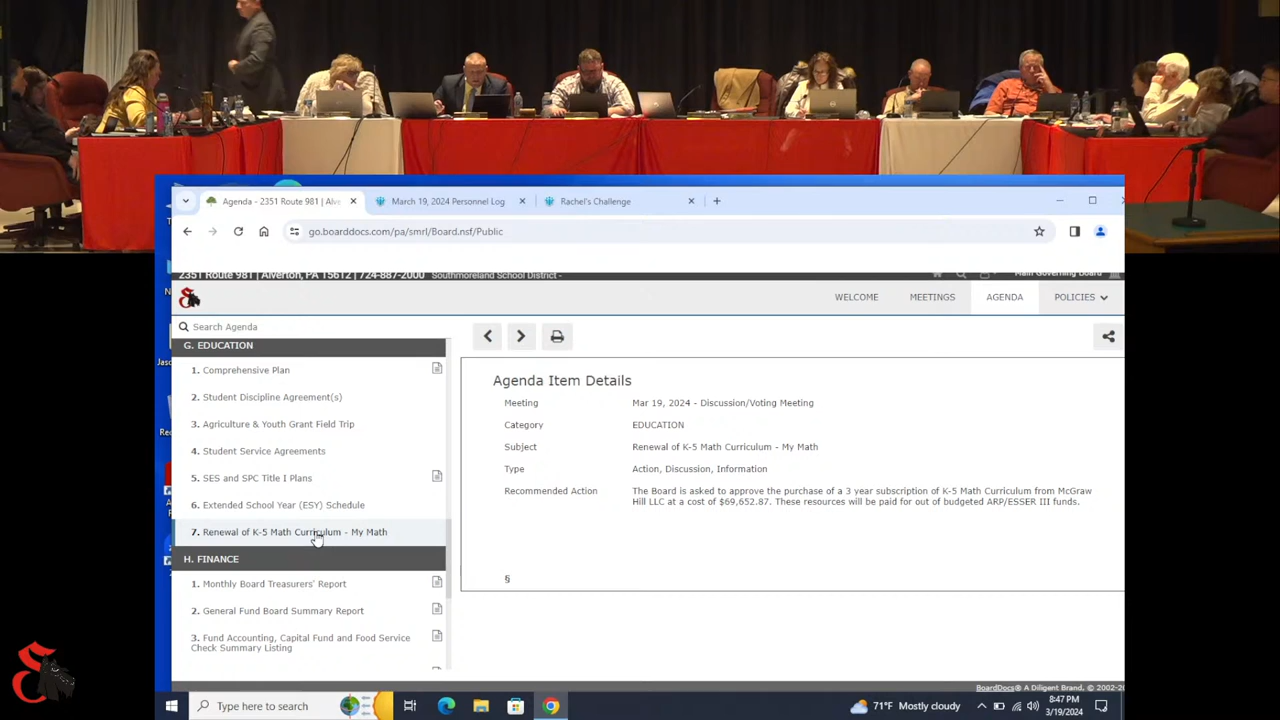 Agenda - 2351 Route 981 | Alve
March 19, 2024 Personnel Log
Rachel's Challenge
go.boarddocs.com/pa/smrl/Board.nsf/Public
2351 Route 981 | Alverton, PA 15612 | 724-887-2000 Southmoreland School District -
Main Governing Board
WELCOME
MEETINGS
AGENDA
POLICIES
Search Agenda
G. EDUCATION
1. Comprehensive Plan
2. Student Discipline Agreement(s)
3. Agriculture & Youth Grant Field Trip
4. Student Service Agreements
5. SES and SPC Title I Plans
6. Extended School Year (ESY) Schedule
7. Renewal of K-5 Math Curriculum - My Math
H. FINANCE
1. Monthly Board Treasurers' Report
2. General Fund Board Summary Report
3. Fund Accounting, Capital Fund and Food Service
Check Summary Listing
Agenda Item Details
Meeting Mar 19, 2024 - Discussion/Voting Meeting
Category EDUCATION
Subject Renewal of K-5 Math Curriculum - My Math
Type Action, Discussion, Information
Recommended Action The Board is asked to approve the purchase of a 3 year subscription of K-5 Math Curriculum from McGraw
Hill LLC at a cost of $69,652.87. These resources will be paid for out of budgeted ARP/ESSER III funds.
§
BoardDocs® A Diligent Brand, © 2002-2
Type here to search
71°F Mostly cloudy
8:47 PM
3/19/2024
S